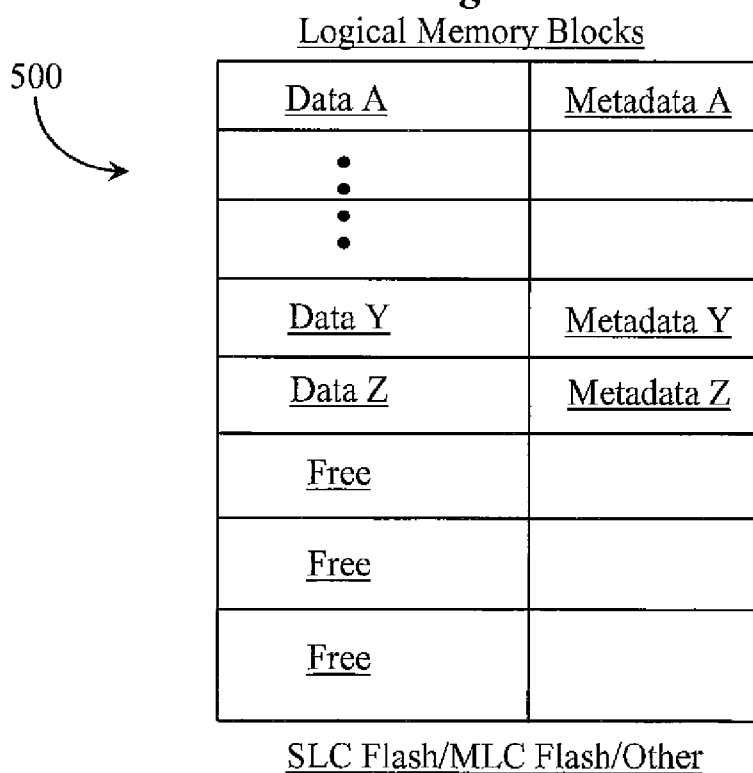 Logical Memory Blocks
500
Data A Metadata A
Data Y Metadata Y
Data Z Metadata Z
Free
Free
Free
SLC Flash/MLC Flash/Other